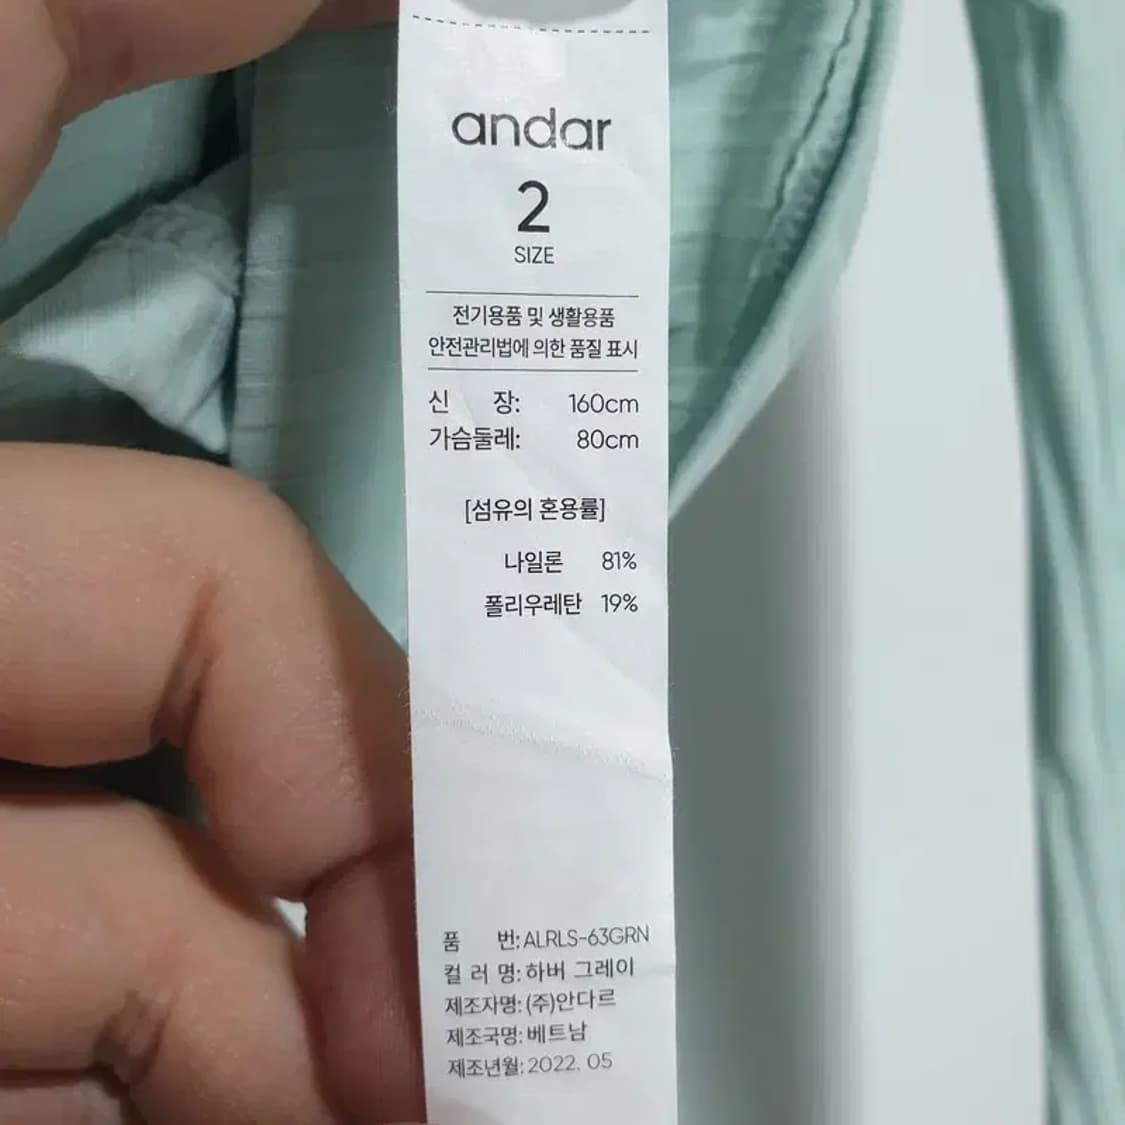 andar
2
SIZE
전기용품 및 생활용품
안전관리법에 의한 품질 표시
신 장: 160cm
가슴둘레: 80cm
[섬유의 혼용률]
나일론 81%
폴리우레탄 19%
품 번: ALRLS-63GRN
컬 러 명: 하버 그레이
제조자명: (주)안다르
제조국명: 베트남
제조년월: 2022. 05